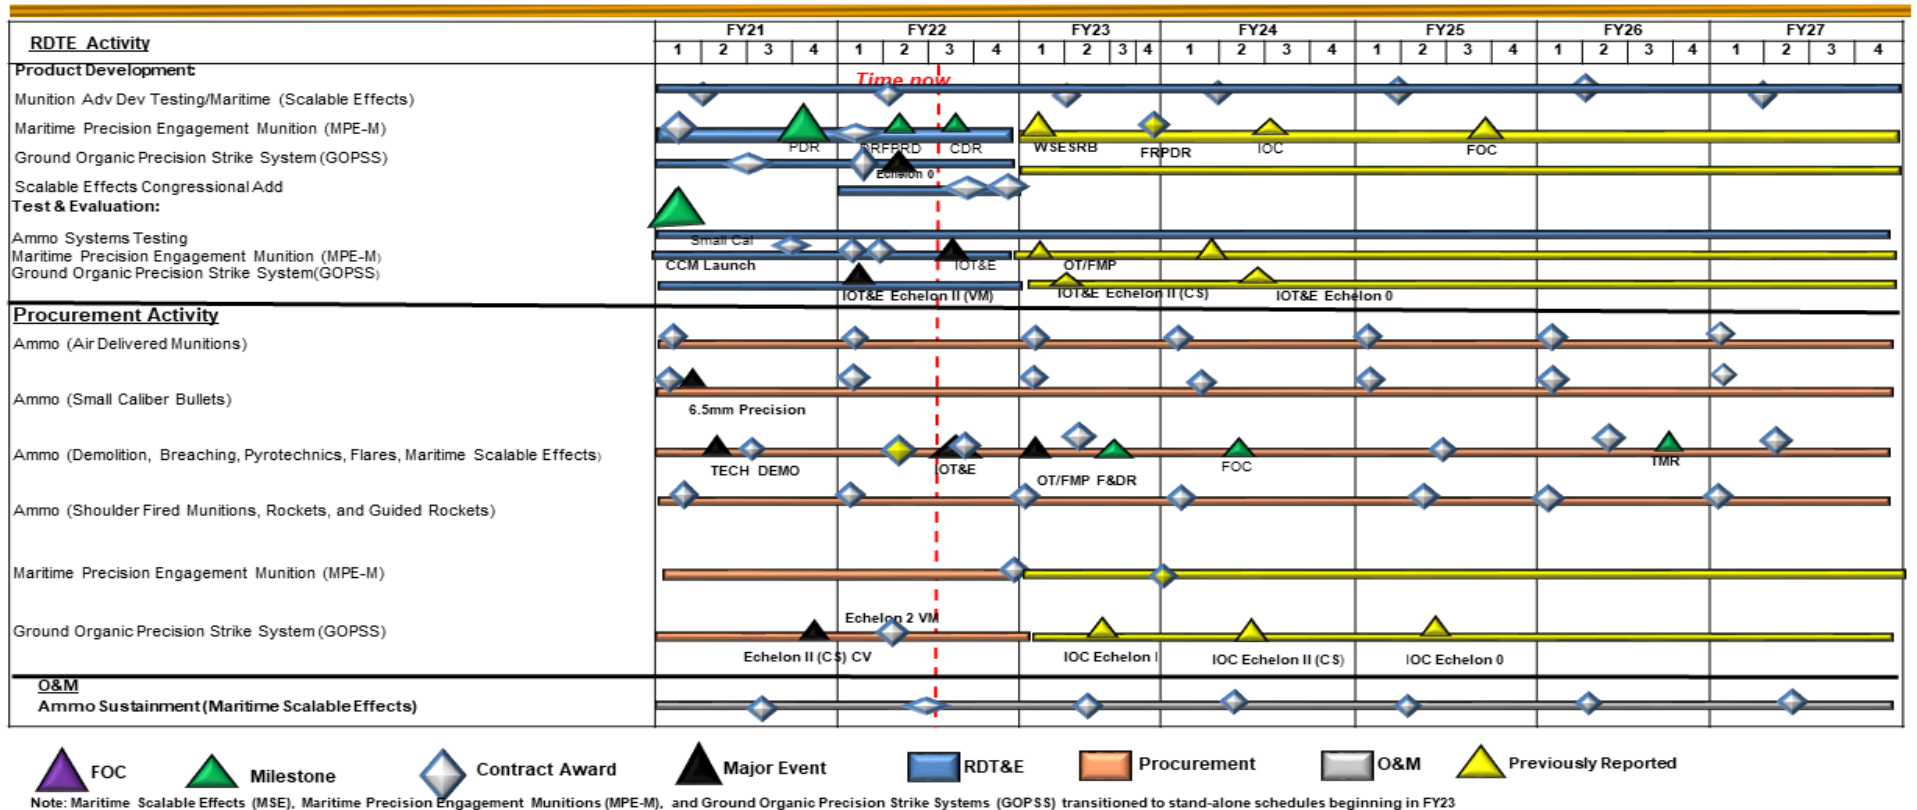 RDTE Activity
FY21 FY22 FY23 FY24 FY25 FY26 FY27
1 2 3 4 1 2 3 4 1 2 3 4 1 2 3 4 1 2 3 4 1 2 3 4 1 2 3 4
Product Development:
Time now
Munition Adv Dev Testing/Maritime (Scalable Effects)
Maritime Precision Engagement Munition (MPE-M)
PDR DRFPRD CDR WSESRB FRPDR IOC FOC
Ground Organic Precision Strike System (GOPSS)
Echelon 0
Scalable Effects Congressional Add
Test & Evaluation:
Ammo Systems Testing
Small Cal
Maritime Precision Engagement Munition (MPE-M)
CCM Launch IOT&E OT/FMP
Ground Organic Precision Strike System(GOPSS)
IOT&E Echelon II (VM) IOT&E Echelon II (CS) IOT&E Echelon 0
Procurement Activity
Ammo (Air Delivered Munitions)
Ammo (Small Caliber Bullets)
6.5mm Precision
Ammo (Demolition, Breaching, Pyrotechnics, Flares, Maritime Scalable Effects)
TECH DEMO IOT&E OT/FMP F&DR FOC TMR
Ammo (Shoulder Fired Munitions, Rockets, and Guided Rockets)
Maritime Precision Engagement Munition (MPE-M)
Echelon 2 VM
Ground Organic Precision Strike System (GOPSS)
Echelon II (CS) CV IOC Echelon I IOC Echelon II (CS) IOC Echelon 0
O&M
Ammo Sustainment (Maritime Scalable Effects)
FOC Milestone Contract Award Major Event RDT&E Procurement O&M Previously Reported
Note: Maritime Scalable Effects (MSE), Maritime Precision Engagement Munitions (MPE-M), and Ground Organic Precision Strike Systems (GOPSS) transitioned to stand-alone schedules beginning in FY23